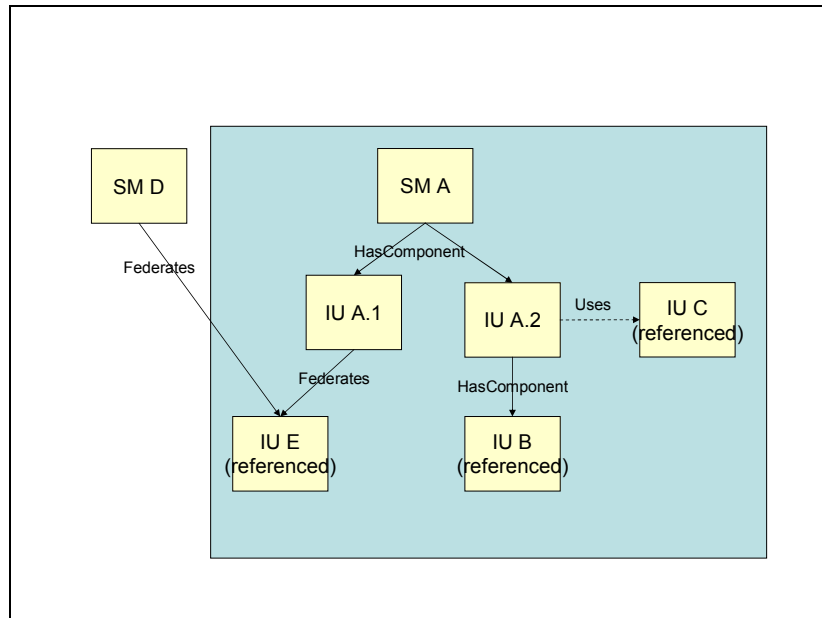 SM D
SM A
Federates
HasComponent
IU A.1
IU A.2
Uses
IU C
(referenced)
Federates
HasComponent
IU E
(referenced)
IU B
(referenced)